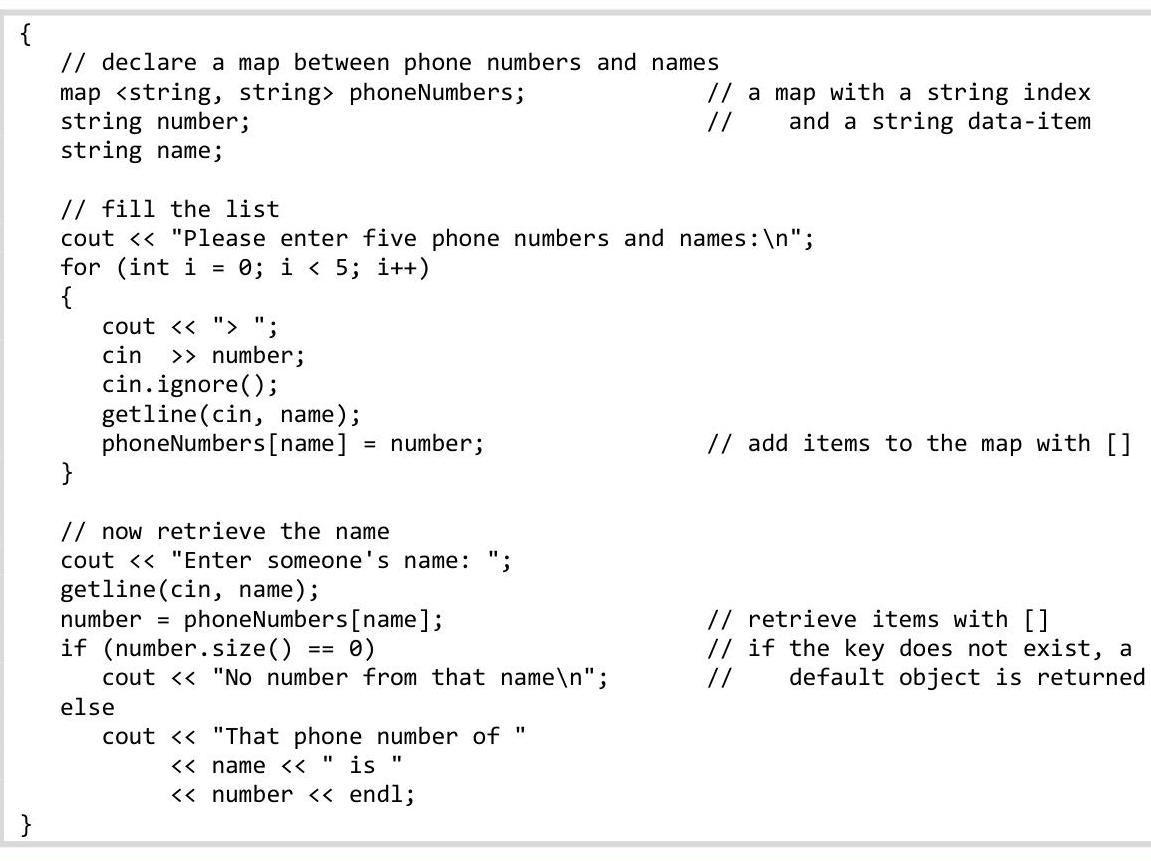 {
   // declare a map between phone numbers and names
   map <string, string> phoneNumbers;             // a map with a string index
   string number;                                 //    and a string data-item
   string name;

   // fill the list
   cout << "Please enter five phone numbers and names:\n";
   for (int i = 0; i < 5; i++)
   {
      cout << "> ";
      cin  >> number;
      cin.ignore();
      getline(cin, name);
      phoneNumbers[name] = number;                // add items to the map with []
   }

   // now retrieve the name
   cout << "Enter someone's name: ";
   getline(cin, name);
   number = phoneNumbers[name];                   // retrieve items with []
   if (number.size() == 0)                        // if the key does not exist, a
      cout << "No number from that name\n";       //    default object is returned
   else
      cout << "That phone number of "
           << name << " is "
           << number << endl;
}